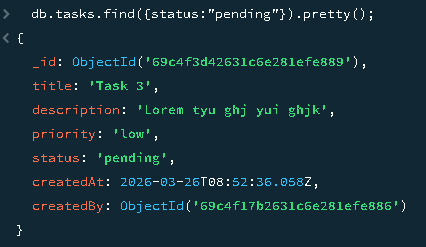 > db.tasks.find({status:"pending"}).pretty();
< {
_id: ObjectId('69c4f3d42631c6e281efe889'),
title: 'Task 3',
description: 'Lorem tyu ghj yui ghjk',
priority: 'low',
status: 'pending',
createdAt: 2026-03-26T08:52:36.058Z,
createdBy: ObjectId('69c4f17b2631c6e281efe886')
}